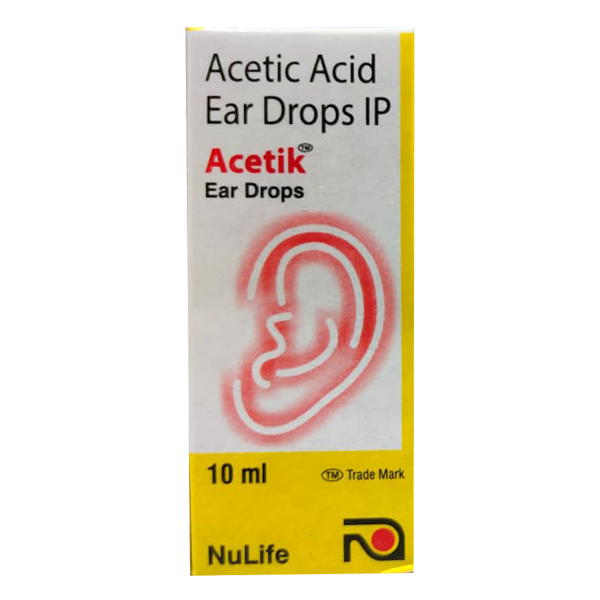 Acetic Acid
Ear Drops IP
Acetik™
Ear Drops
10 ml
TM Trade Mark
NuLife